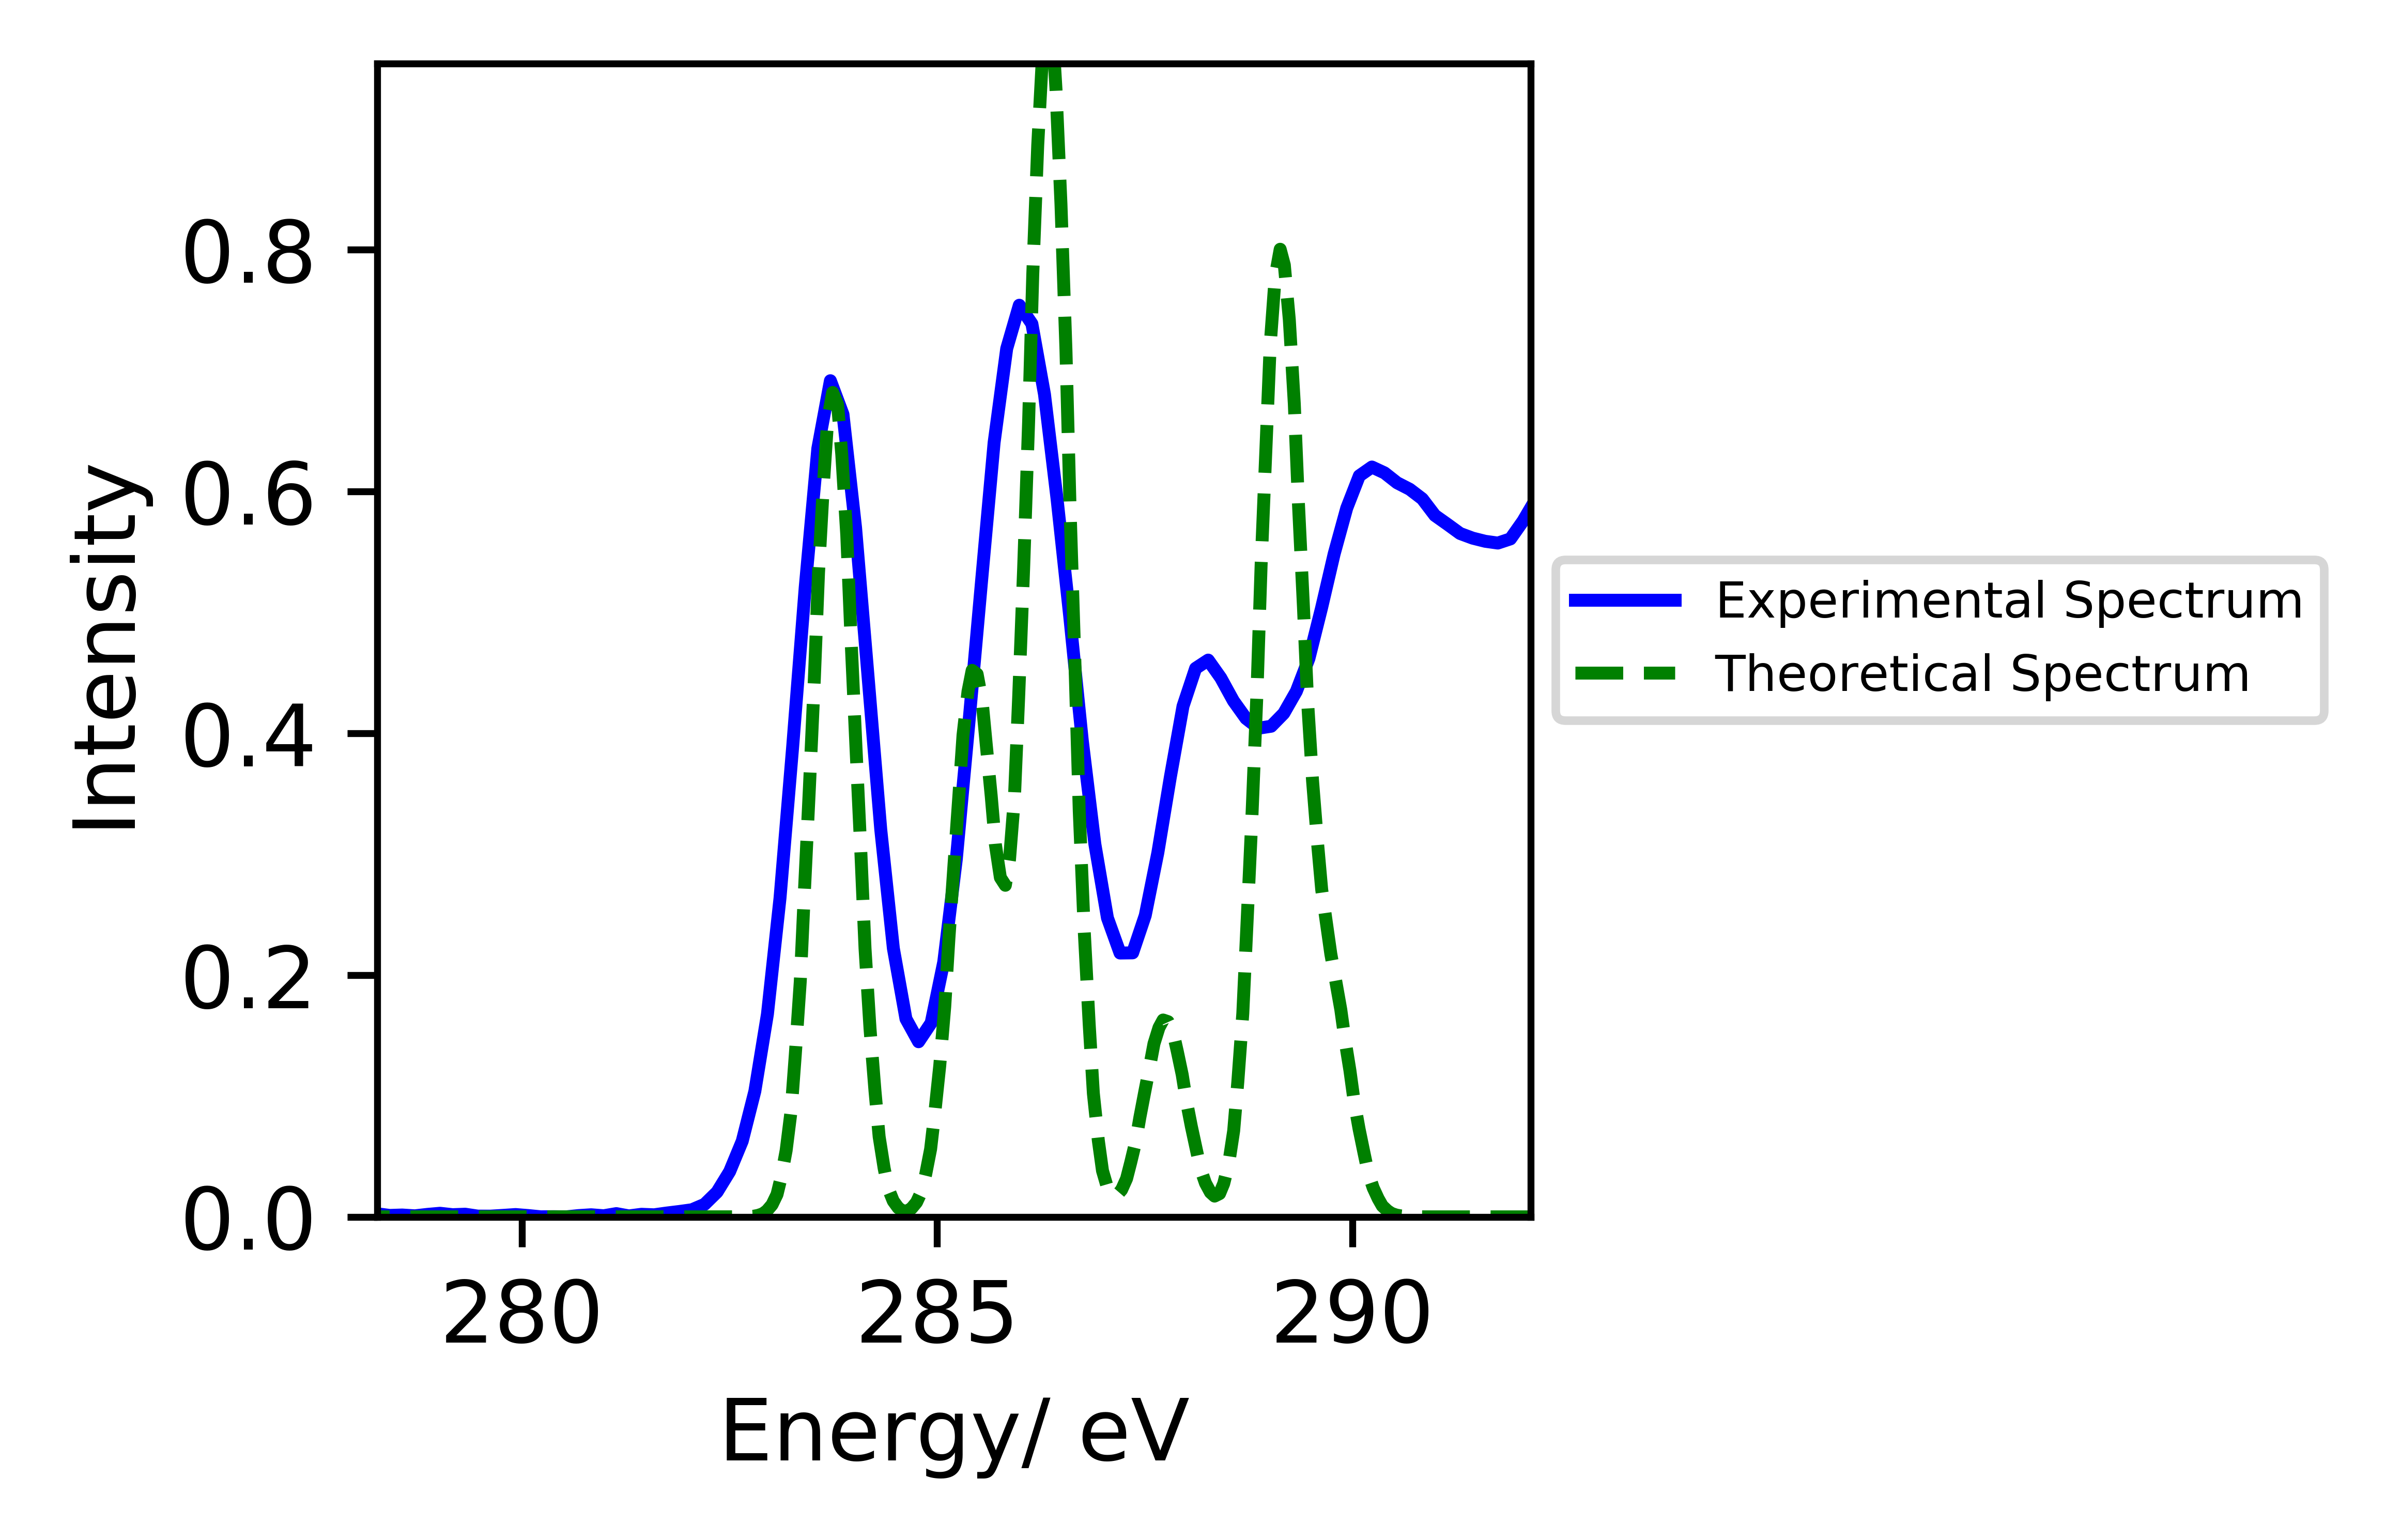 Intensity
0.8
0.6
0.4
0.2
0.0
280 285 290
Energy/ eV
Experimental Spectrum
Theoretical Spectrum